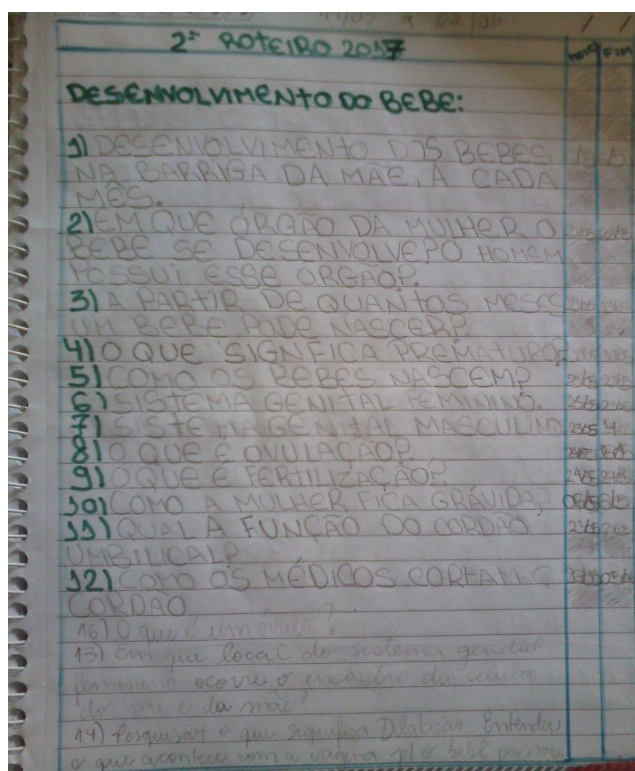 2º ROTEIRO 2017
FIM
DESENVOLVIMENTO DO BEBE:
1) DESENVOLVIMENTO DOS BEBES
NA BARRIGA DA MÃE, A CADA
MÊS.
2) EM QUE ÓRGÃO DA MULHER O
BEBE SE DESENVOLVE? O HOMEM
POSSUI ESSE ORGÃO?
3) A PARTIR DE QUANTOS MESES
UM BEBE PODE NASCER?
4) O QUE SIGNFICA PREMATURO?
5) COMO OS BEBES NASCEM?
6) SISTEMA GENITAL FEMININO.
7) SISTEMA GENITAL MASCULINO
8) O QUE É OVULAÇÃO?
9) O QUE É FERTILIZAÇÃO?
10) COMO A MULHER FICA GRÁVIDA?
11) QUAL A FUNÇÃO DO CORDÃO
UMBILICAL?
12) COMO OS MÉDICOS CORTAM O
CORDÃO
15) O que é um óvulo?
13) Em que local do sistema genital
feminino ocorre o encontro da célula
do pai e da mãe?
14) Pesquisar o que significa Dilatação. Entender
o que acontece com a vagina p/ o bebê passar